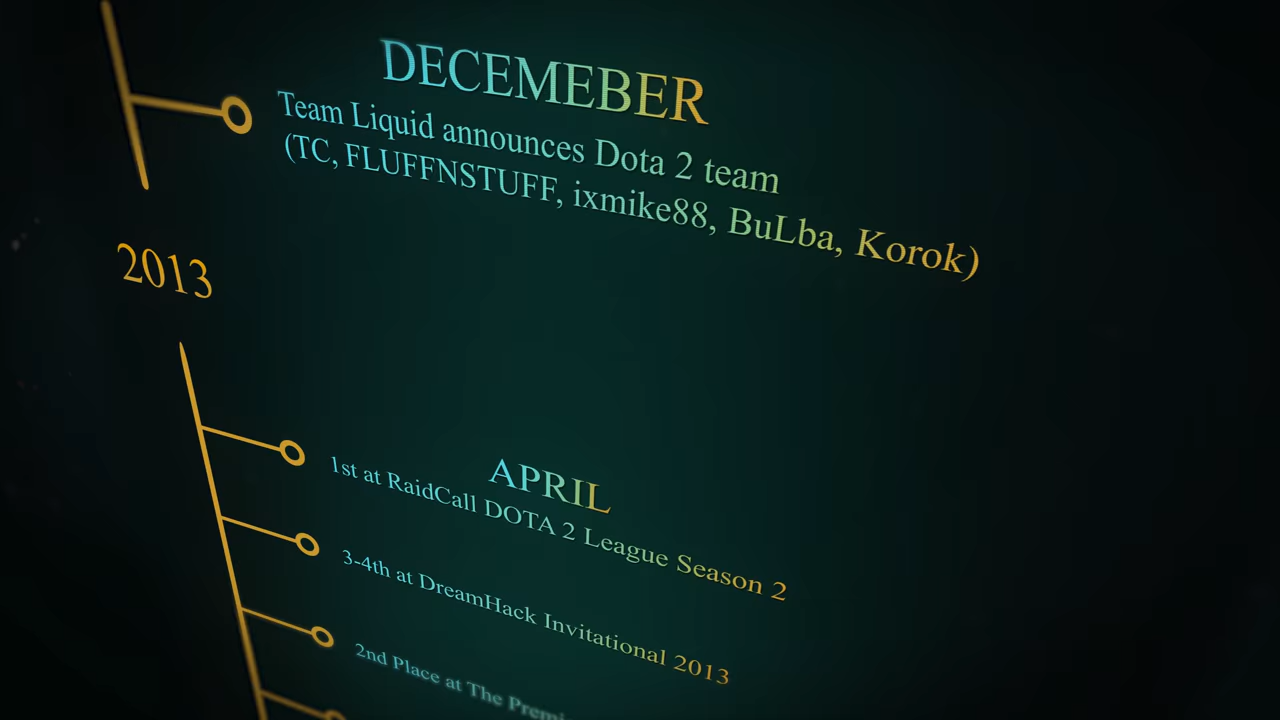 DECEMEBER
Team Liquid announces Dota 2 team
(TC, FLUFFNSTUFF, ixmike88, BuLba, Korok)
2013
APRIL
1st at RaidCall DOTA 2 League Season 2
3-4th at DreamHack Invitational 2013
2nd Place at The